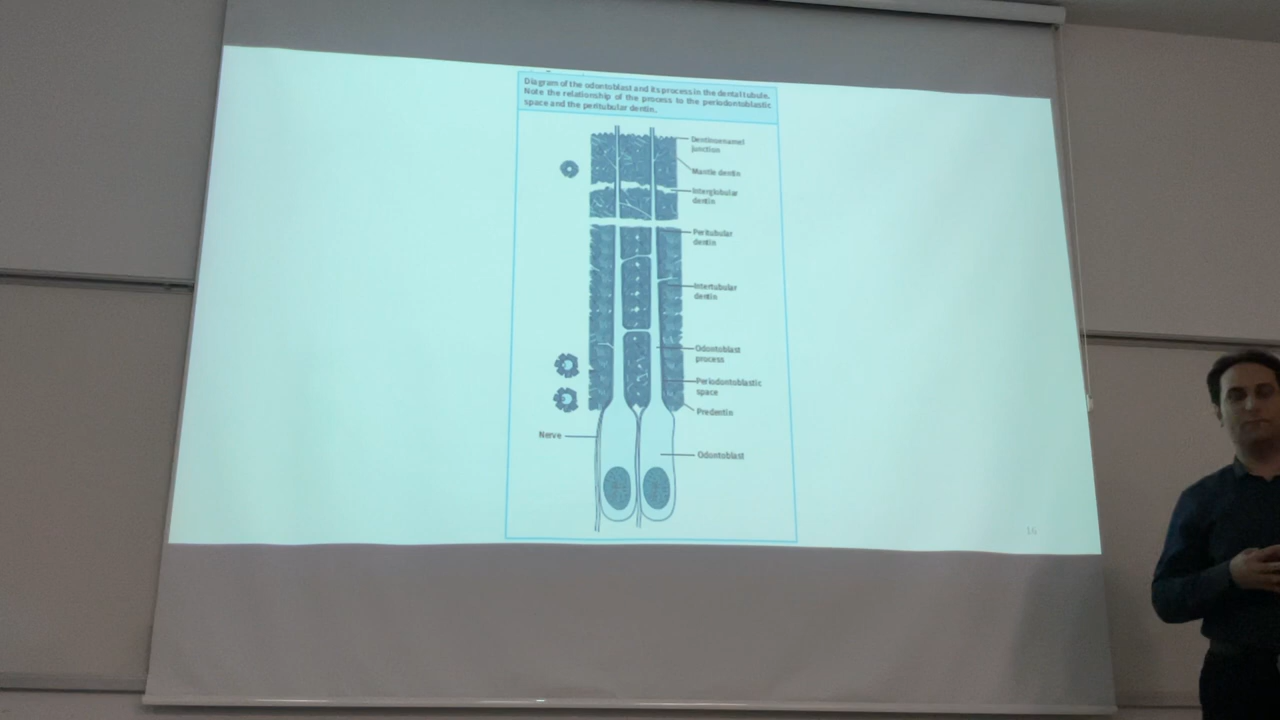 Diagram of the odontoblast and its process in the dental tubule.
Note the relationship of the process to the periodontoblastic
space and the peritubular dentin.
Dentinoenamel
junction
Mantle dentin
Interglobular
dentin
Peritubular
dentin
Intertubular
dentin
Odontoblast
process
Periodontoblastic
space
Predentin
Nerve
Odontoblast
16